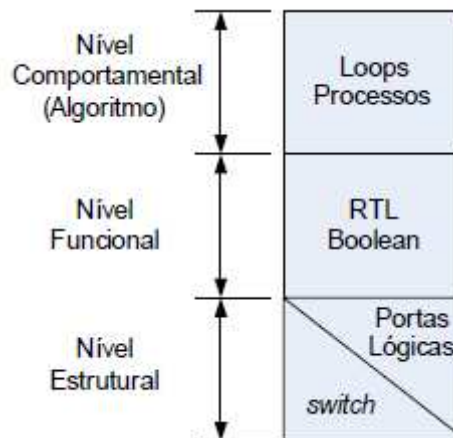 Nível
Comportamental
(Algoritmo)
Loops
Processos
Nível
Funcional
RTL
Boolean
Nível
Estrutural
Portas
Lógicas
switch